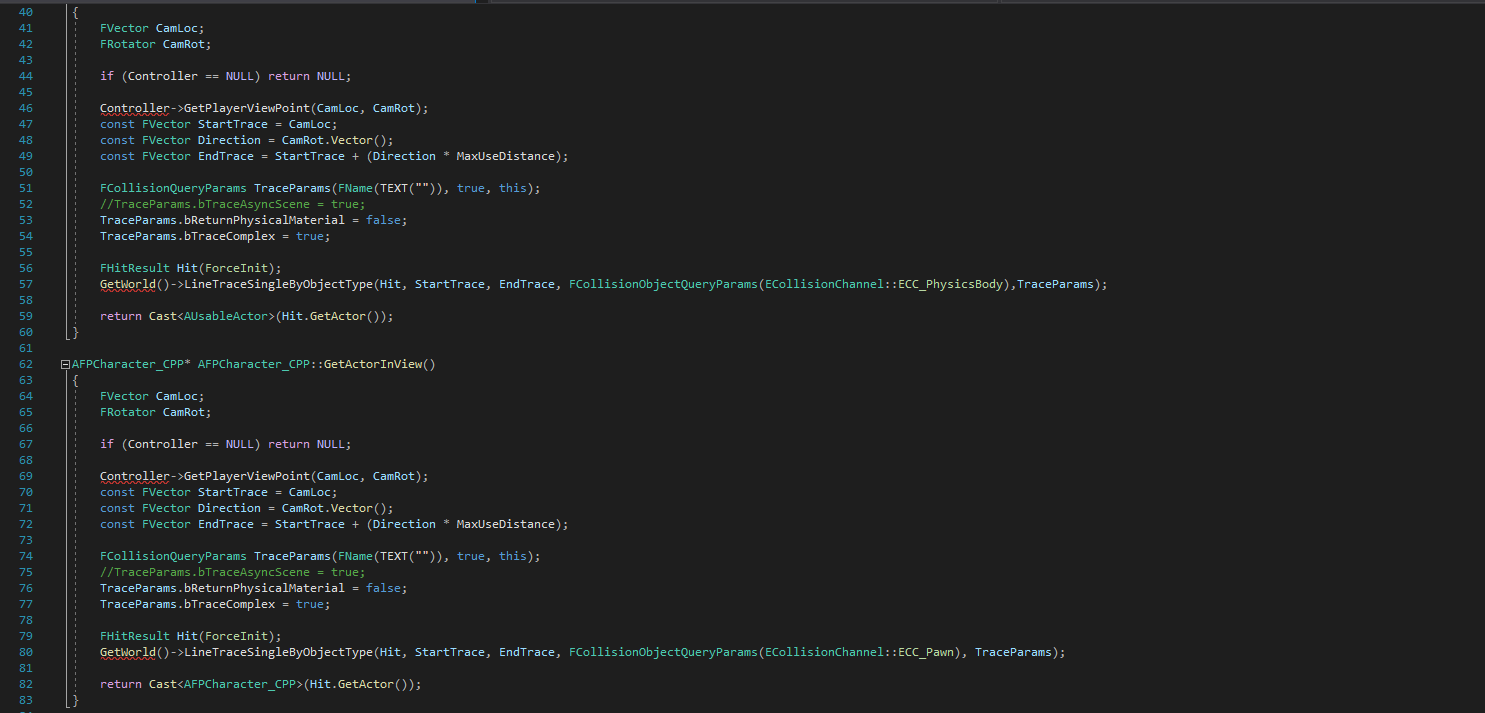 40 {
41 FVector CamLoc;
42 FRotator CamRot;
43
44 if (Controller == NULL) return NULL;
45
46 Controller->GetPlayerViewPoint(CamLoc, CamRot);
47 const FVector StartTrace = CamLoc;
48 const FVector Direction = CamRot.Vector();
49 const FVector EndTrace = StartTrace + (Direction * MaxUseDistance);
50
51 FCollisionQueryParams TraceParams(FName(TEXT("")), true, this);
52 //TraceParams.bTraceAsyncScene = true;
53 TraceParams.bReturnPhysicalMaterial = false;
54 TraceParams.bTraceComplex = true;
55
56 FHitResult Hit(ForceInit);
57 GetWorld()->LineTraceSingleByObjectType(Hit, StartTrace, EndTrace, FCollisionObjectQueryParams(ECollisionChannel::ECC_PhysicsBody),TraceParams);
58
59 return Cast<AUsableActor>(Hit.GetActor());
60 }
61
62 AFPCharacter_CPP* AFPCharacter_CPP::GetActorInView()
63 {
64 FVector CamLoc;
65 FRotator CamRot;
66
67 if (Controller == NULL) return NULL;
68
69 Controller->GetPlayerViewPoint(CamLoc, CamRot);
70 const FVector StartTrace = CamLoc;
71 const FVector Direction = CamRot.Vector();
72 const FVector EndTrace = StartTrace + (Direction * MaxUseDistance);
73
74 FCollisionQueryParams TraceParams(FName(TEXT("")), true, this);
75 //TraceParams.bTraceAsyncScene = true;
76 TraceParams.bReturnPhysicalMaterial = false;
77 TraceParams.bTraceComplex = true;
78
79 FHitResult Hit(ForceInit);
80 GetWorld()->LineTraceSingleByObjectType(Hit, StartTrace, EndTrace, FCollisionObjectQueryParams(ECollisionChannel::ECC_Pawn), TraceParams);
81
82 return Cast<AFPCharacter_CPP>(Hit.GetActor());
83 }